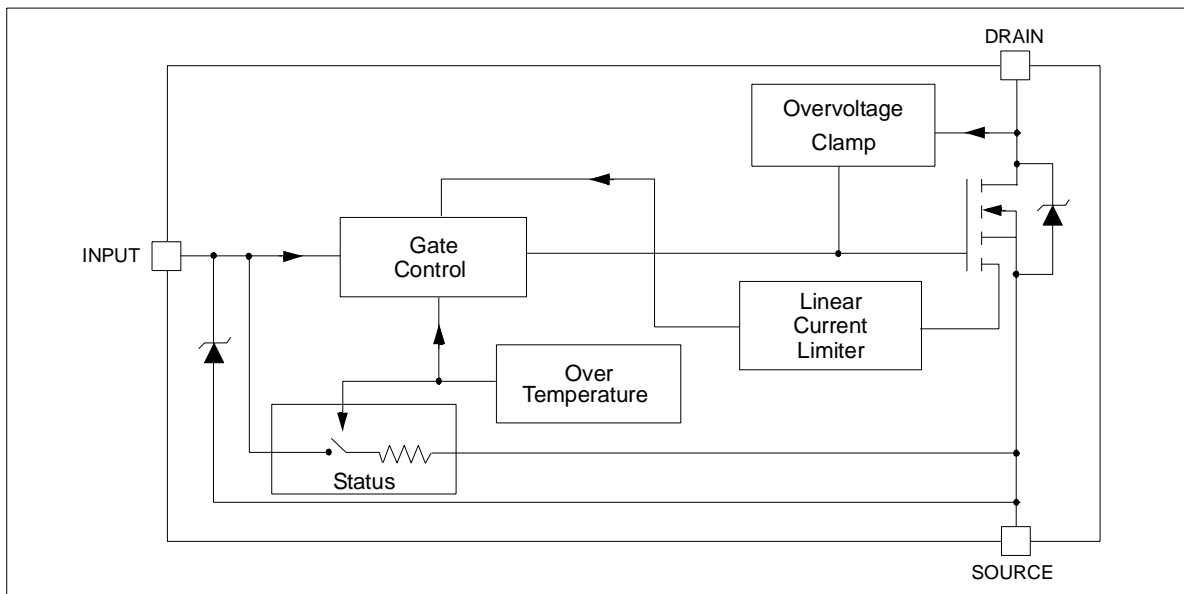 DRAIN
Overvoltage
Clamp
INPUT
Gate
Control
Linear
Current
Limiter
Over
Temperature
Status
SOURCE